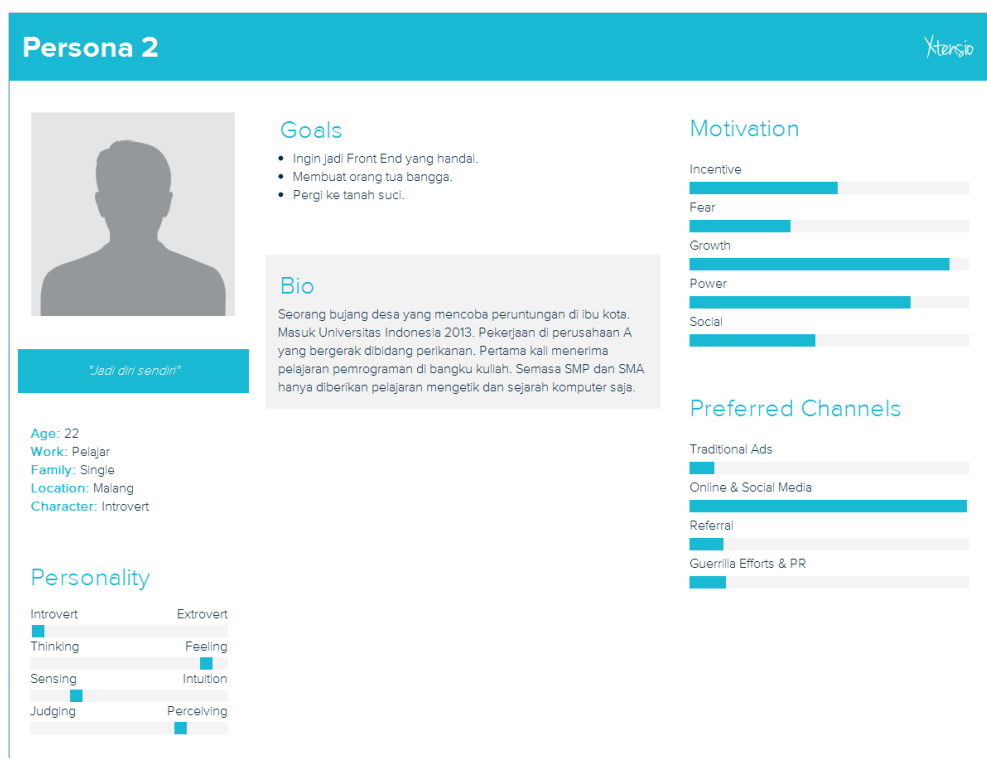 Persona 2
Xtensio
"Jadi diri sendiri"
Age: 22
Work: Pelajar
Family: Single
Location: Malang
Character: Introvert
Personality
Introvert Extrovert
Thinking Feeling
Sensing Intuition
Judging Perceiving
Goals
• Ingin jadi Front End yang handal.
• Membuat orang tua bangga.
• Pergi ke tanah suci.
Bio
Seorang bujang desa yang mencoba peruntungan di ibu kota.
Masuk Universitas Indonesia 2013. Pekerjaan di perusahaan A
yang bergerak dibidang perikanan. Pertama kali menerima
pelajaran pemrograman di bangku kuliah. Semasa SMP dan SMA
hanya diberikan pelajaran mengetik dan sejarah komputer saja.
Motivation
Incentive
Fear
Growth
Power
Social
Preferred Channels
Traditional Ads
Online & Social Media
Referral
Guerrilla Efforts & PR